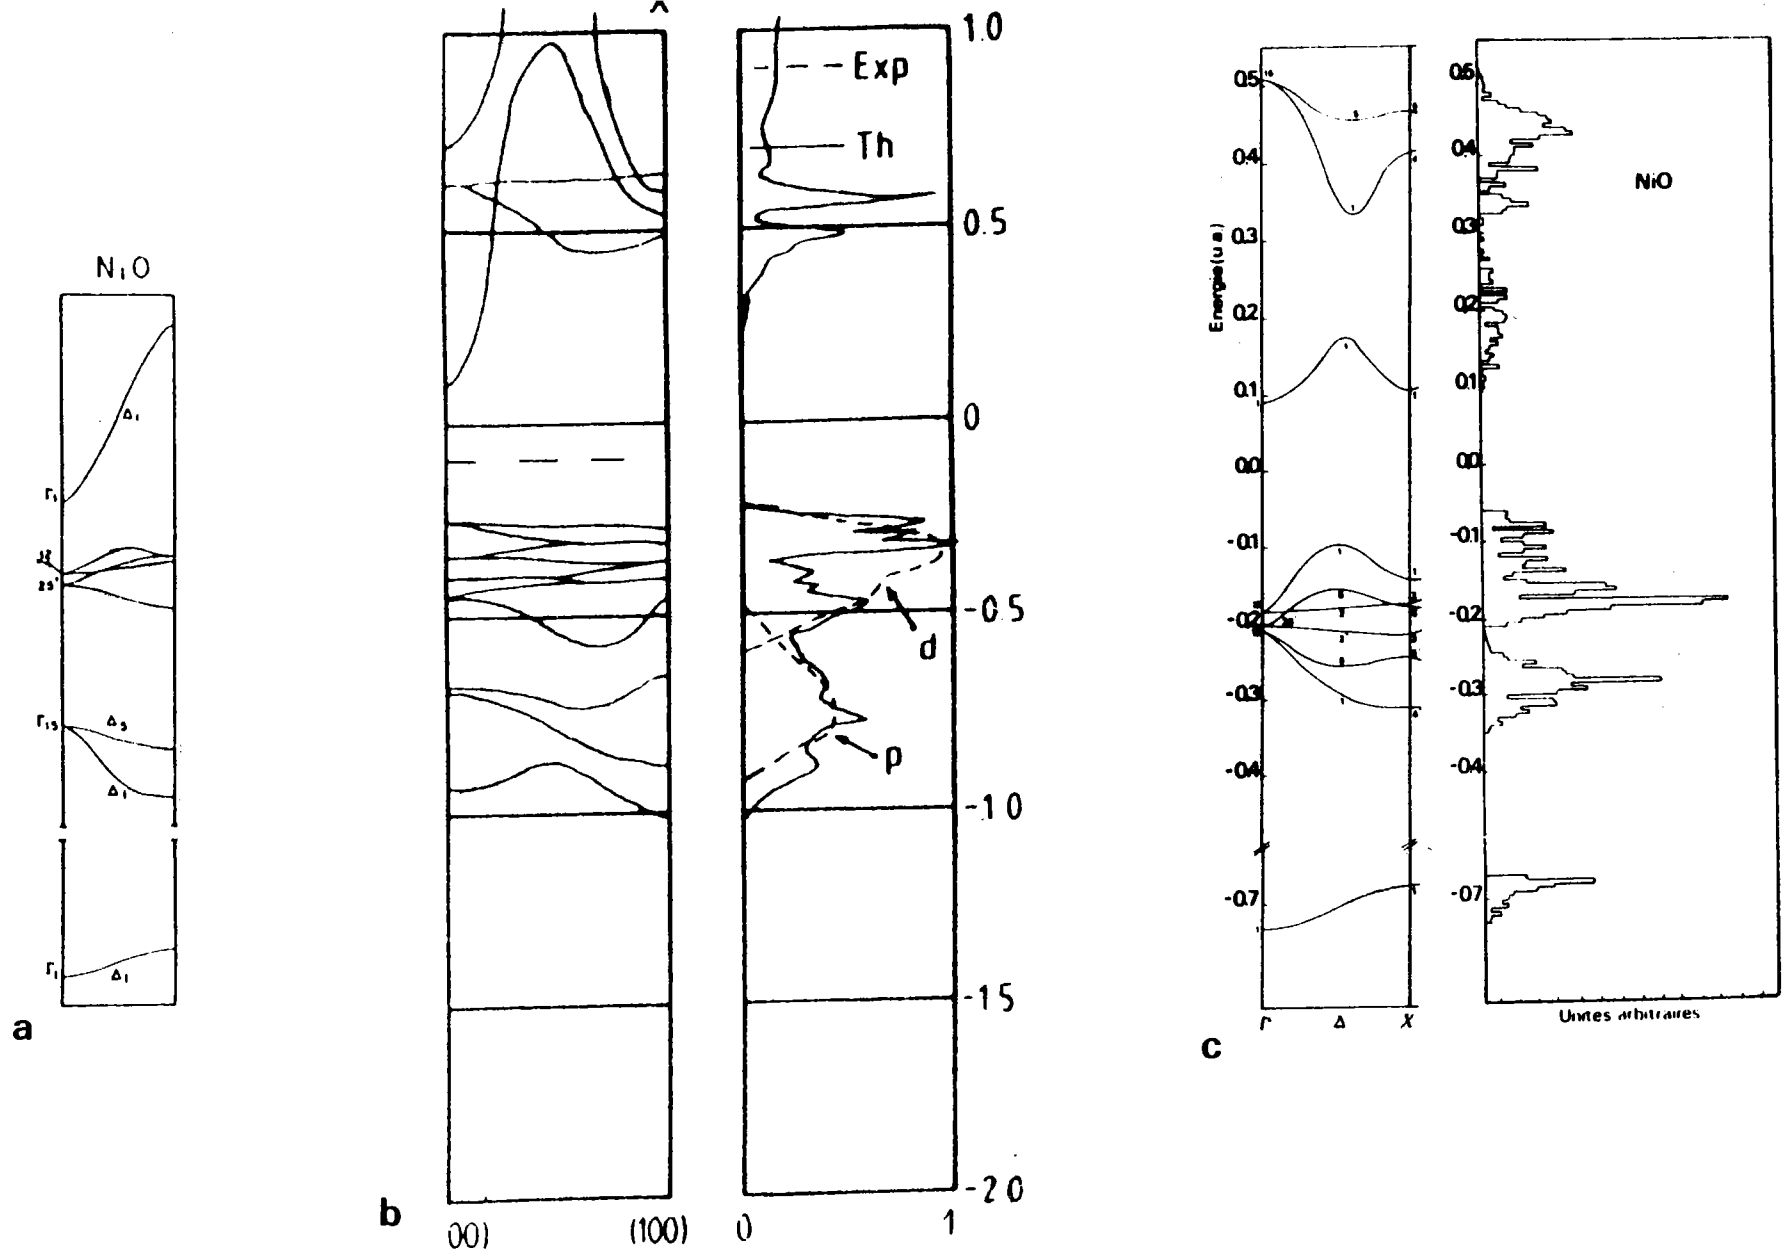 NiO
Δ₁
Γ₁
12
25'
Γ₁₅
Δ₅
Δ₁
Γ₁
Δ₁
a
X
1.0
Exp
Th
0.5
0
-0.5
d
p
-1.0
-1.5
-2.0
b
00)
(100)
0
1
Energie(u.a.)
0.5
0.4
0.3
0.2
0.1
0.0
-0.1
-0.2
-0.3
-0.4
-0.7
Γ
Δ
X
c
NiO
0.5
0.4
0.3
0.2
0.1
0.0
-0.1
-0.2
-0.3
-0.4
-0.7
Unités arbitraires